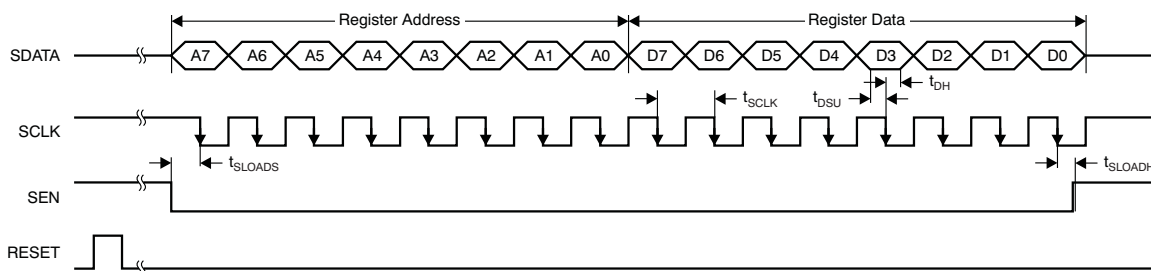 Register Address Register Data
SDATA A7 A6 A5 A4 A3 A2 A1 A0 D7 D6 D5 D4 D3 D2 D1 D0
tDH
tSCLK tDSU
SCLK
tSLOADS tSLOADH
SEN
RESET